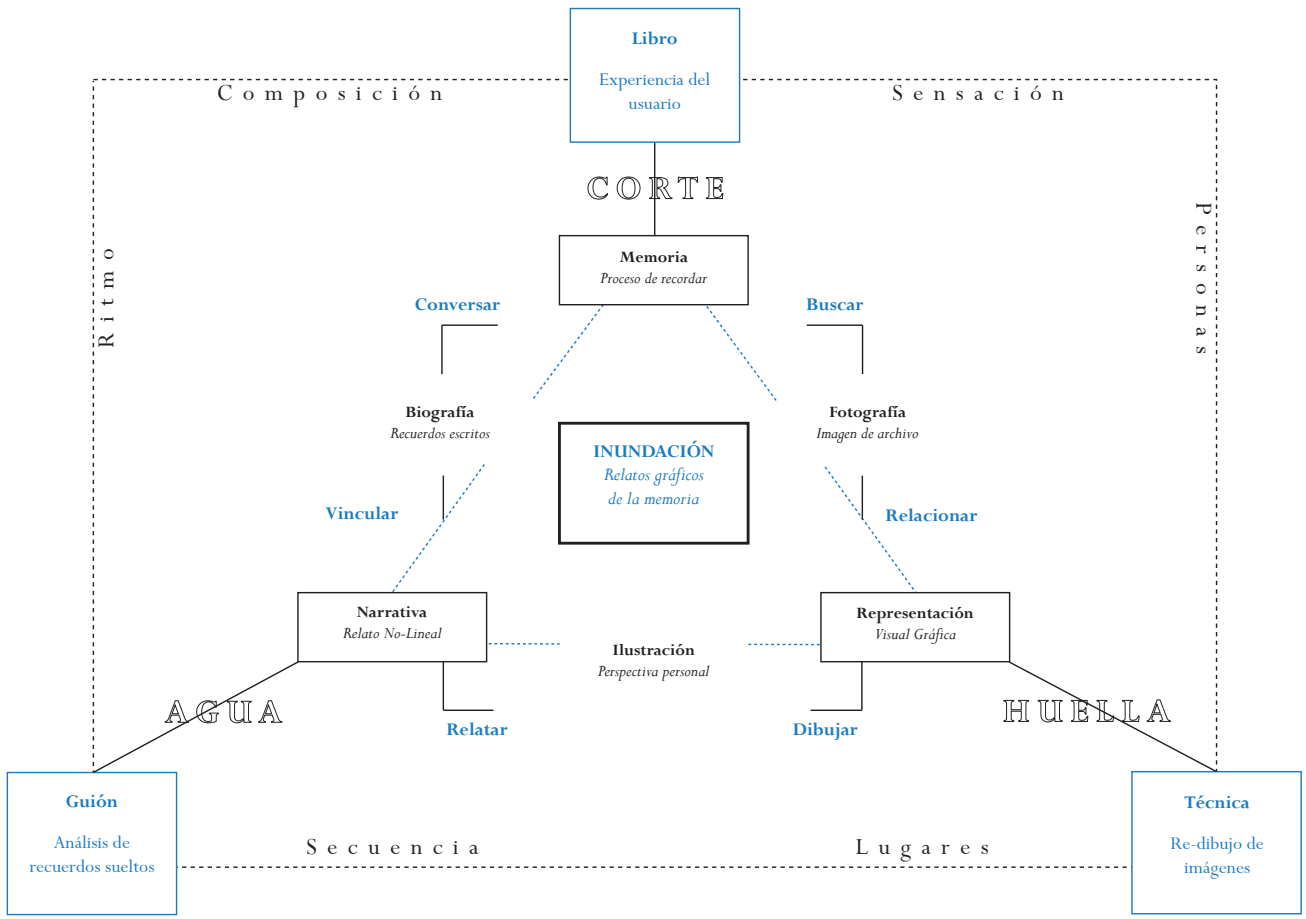 Libro
Experiencia del
usuario
Composición
Sensación
CORTE
Ritmo
Personas
Memoria
Proceso de recordar
Conversar
Buscar
Biografía
Recuerdos escritos
Fotografía
Imagen de archivo
INUNDACIÓN
Relatos gráficos
de la memoria
Vincular
Relacionar
Narrativa
Relato No-Lineal
Representación
Visual Gráfica
Ilustración
Perspectiva personal
AGUA
HUELLA
Relatar
Dibujar
Guión
Análisis de
recuerdos sueltos
Técnica
Re-dibujo de
imágenes
Secuencia
Lugares